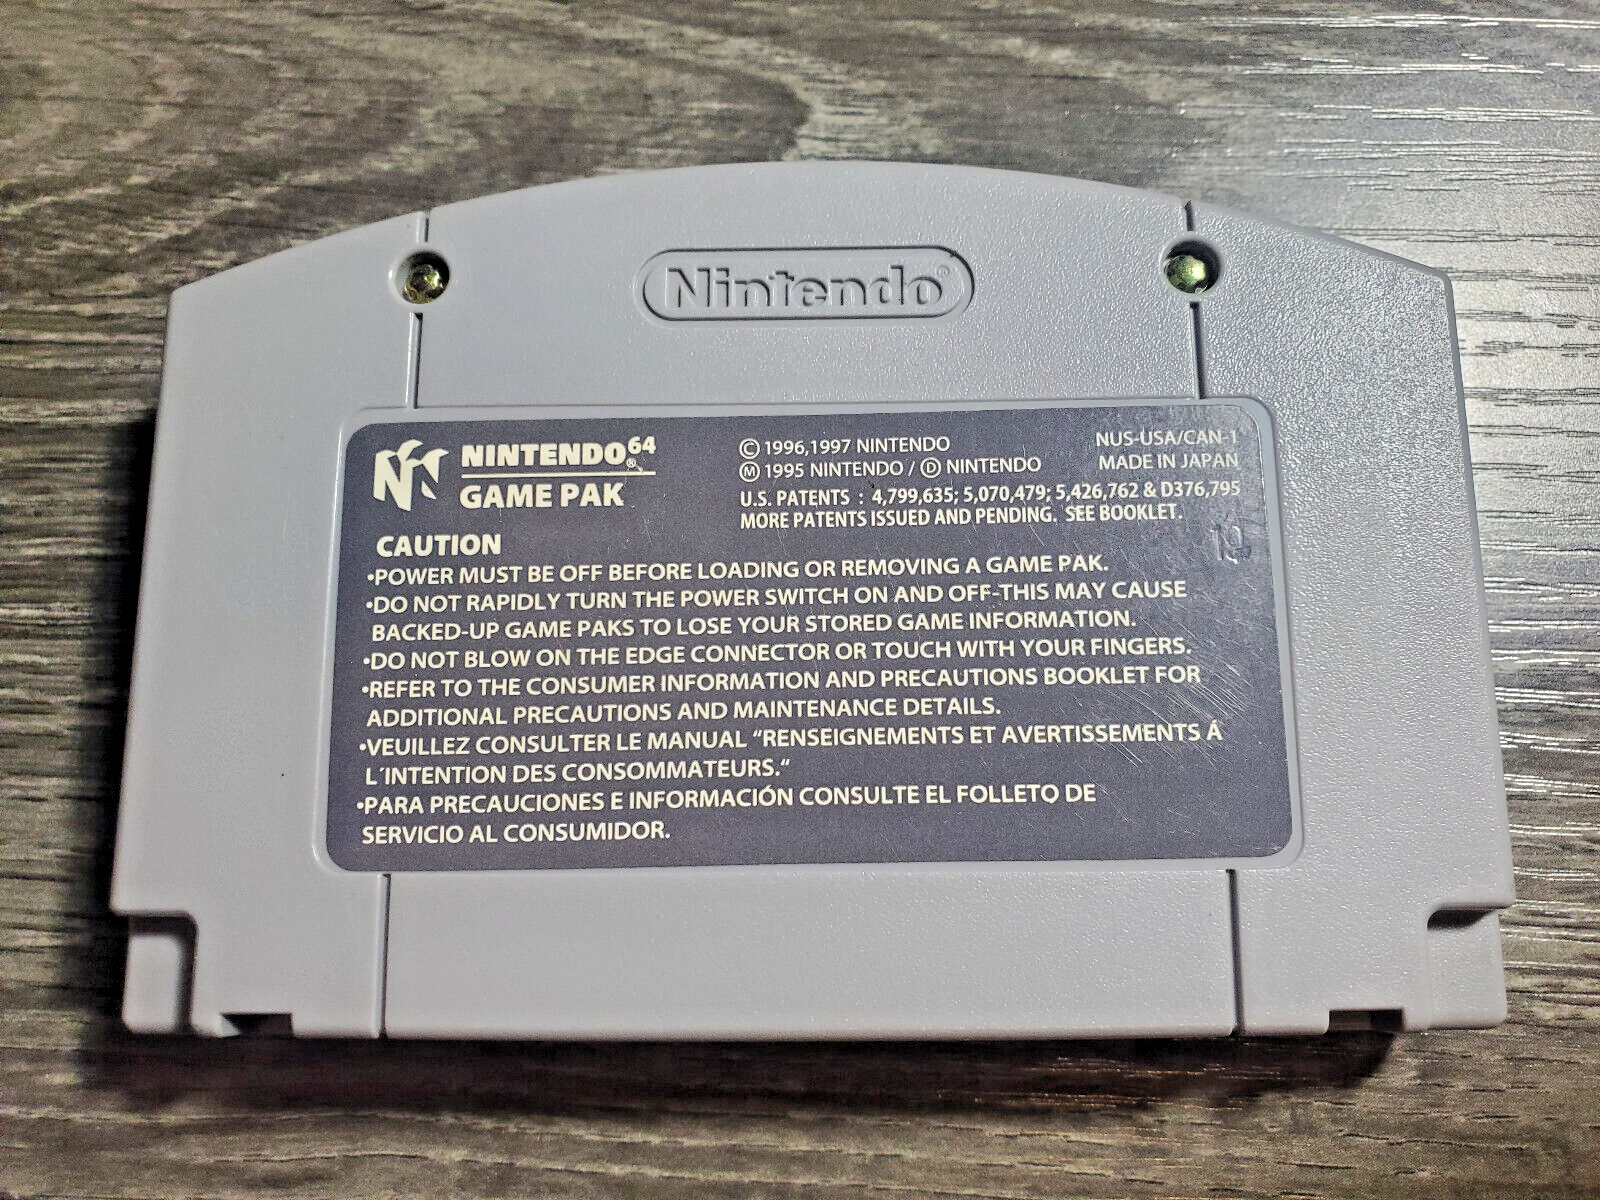 Nintendo®
NINTENDO⁶⁴®
GAME PAK
© 1996,1997 NINTENDO
Ⓜ 1995 NINTENDO / Ⓓ NINTENDO
NUS-USA/CAN-1
MADE IN JAPAN
U.S. PATENTS : 4,799,635; 5,070,479; 5,426,762 & D376,795
MORE PATENTS ISSUED AND PENDING. SEE BOOKLET.
19
CAUTION
•POWER MUST BE OFF BEFORE LOADING OR REMOVING A GAME PAK.
•DO NOT RAPIDLY TURN THE POWER SWITCH ON AND OFF-THIS MAY CAUSE
BACKED-UP GAME PAKS TO LOSE YOUR STORED GAME INFORMATION.
•DO NOT BLOW ON THE EDGE CONNECTOR OR TOUCH WITH YOUR FINGERS.
•REFER TO THE CONSUMER INFORMATION AND PRECAUTIONS BOOKLET FOR
ADDITIONAL PRECAUTIONS AND MAINTENANCE DETAILS.
•VEUILLEZ CONSULTER LE MANUAL “RENSEIGNEMENTS ET AVERTISSEMENTS Á
L´INTENTION DES CONSOMMATEURS.“
•PARA PRECAUCIONES E INFORMACIÓN CONSULTE EL FOLLETO DE
SERVICIO AL CONSUMIDOR.